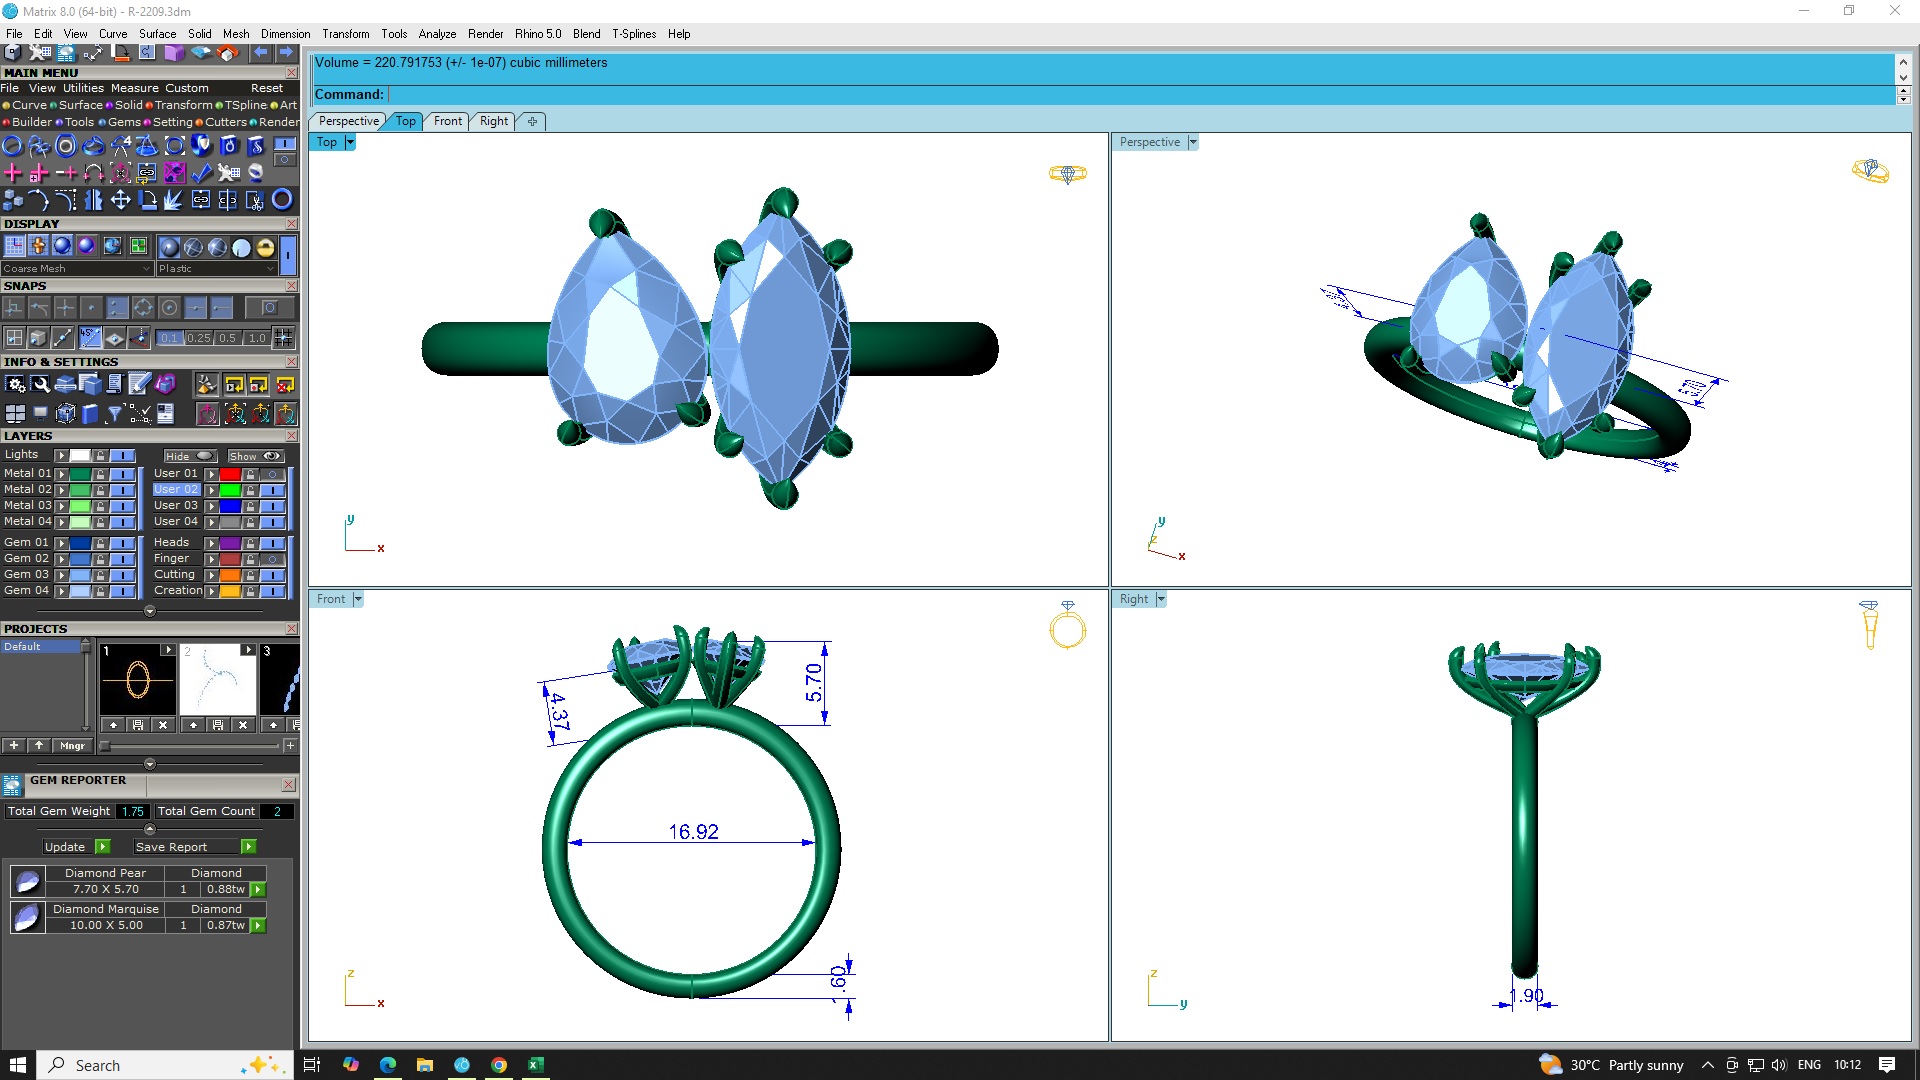 Matrix 8.0 (64-bit) - R-2209.3dm
File Edit View Curve Surface Solid Mesh Dimension Transform Tools Analyze Render Rhino 5.0 Blend T-Splines Help
Volume = 220.791753 (+/- 1e-07) cubic millimeters
Command:
MAIN MENU
File View Utilities Measure Custom Reset
Curve Surface Solid Transform TSpline Art
Builder Tools Gems Setting Cutters Render
DISPLAY
Coarse Mesh Plastic
SNAPS
45°
0.1 0.25 0.5 1.0
INFO & SETTINGS
LAYERS
Lights Hide Show
Metal 01 User 01
Metal 02 User 02
Metal 03 User 03
Metal 04 User 04
Gem 01 Heads
Gem 02 Finger
Gem 03 Cutting
Gem 04 Creation
PROJECTS
Default
1 2 3
Mngr
GEM REPORTER
Total Gem Weight 1.75 Total Gem Count 2
Update Save Report
Diamond Pear Diamond
7.70 X 5.70 1 0.88tw
Diamond Marquise Diamond
10.00 X 5.00 1 0.87tw
Perspective Top Front Right
Top
y
x
Perspective
y
z
x
Front
4.37
5.70
16.92
.60
z
x
Right
1.90
z
y
Search
30°C Partly sunny
ENG
10:12